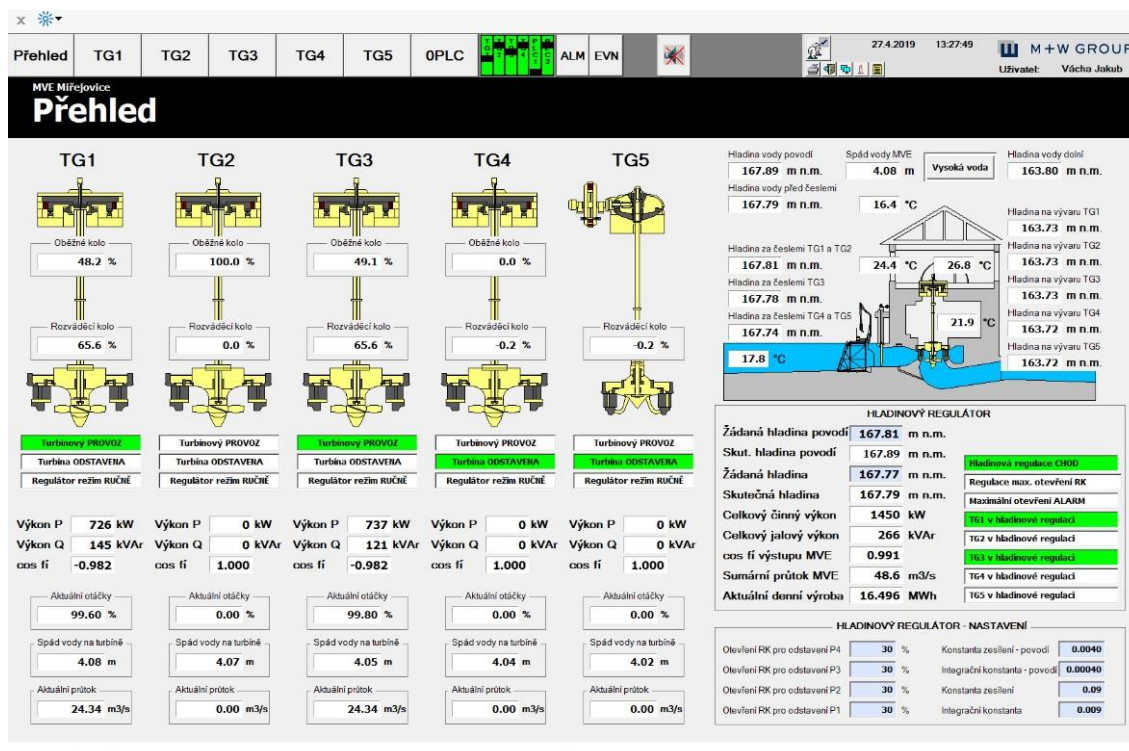 x
Přehled TG1 TG2 TG3 TG4 TG5 0PLC ALM EVN
27.4.2019 13:27:49
M+W GROUP
Uživatel: Vácha Jakub
MVE Miřejovice
Přehled
TG1 TG2 TG3 TG4 TG5
Oběžné kolo Oběžné kolo Oběžné kolo Oběžné kolo
48.2 % 100.0 % 49.1 % 0.0 %
Rozváděcí kolo Rozváděcí kolo Rozváděcí kolo Rozváděcí kolo Rozváděcí kolo
65.6 % 0.0 % 65.6 % -0.2 % -0.2 %
Turbínový PROVOZ Turbínový PROVOZ Turbínový PROVOZ Turbínový PROVOZ Turbínový PROVOZ
Turbína ODSTAVENA Turbína ODSTAVENA Turbína ODSTAVENA Turbína ODSTAVENA Turbína ODSTAVENA
Regulátor režim RUČNĚ Regulátor režim RUČNĚ Regulátor režim RUČNĚ Regulátor režim RUČNĚ Regulátor režim RUČNĚ
Výkon P 726 kW Výkon P 0 kW Výkon P 737 kW Výkon P 0 kW Výkon P 0 kW
Výkon Q 145 kVAr Výkon Q 0 kVAr Výkon Q 121 kVAr Výkon Q 0 kVAr Výkon Q 0 kVAr
cos fí -0.982 cos fí 1.000 cos fí -0.982 cos fí 1.000 cos fí 1.000
Aktuální otáčky Aktuální otáčky Aktuální otáčky Aktuální otáčky Aktuální otáčky
99.60 % 0.00 % 99.80 % 0.00 % 0.00 %
Spád vody na turbíně Spád vody na turbíně Spád vody na turbíně Spád vody na turbíně Spád vody na turbíně
4.08 m 4.07 m 4.05 m 4.04 m 4.02 m
Aktuální průtok Aktuální průtok Aktuální průtok Aktuální průtok Aktuální průtok
24.34 m3/s 0.00 m3/s 24.34 m3/s 0.00 m3/s 0.00 m3/s
Hladina vody povodí Spád vody MVE Hladina vody dolní
167.89 m n.m. 4.08 m Vysoká voda 163.80 m n.m.
Hladina vody před česlemi
167.79 m n.m. 16.4 °C
Hladina na vývaru TG1
163.73 m n.m.
Hladina za česlemi TG1 a TG2 Hladina na vývaru TG2
167.81 m n.m. 24.4 °C 26.8 °C 163.73 m n.m.
Hladina za česlemi TG3 Hladina na vývaru TG3
167.78 m n.m. 163.73 m n.m.
Hladina za česlemi TG4 a TG5 Hladina na vývaru TG4
167.74 m n.m. 21.9 °C 163.72 m n.m.
Hladina na vývaru TG5
17.8 °C 163.72 m n.m.
HLADINOVÝ REGULÁTOR
Žádaná hladina povodí 167.81 m n.m.
Skut. hladina povodí 167.89 m n.m.
Žádaná hladina 167.77 m n.m.
Skutečná hladina 167.79 m n.m.
Celkový činný výkon 1450 kW
Celkový jalový výkon 266 kVAr
cos fí výstupu MVE 0.991
Sumární průtok MVE 48.6 m3/s
Aktuální denní výroba 16.496 MWh
Hladinová regulace CHOD
Regulace max. otevření RK
Maximální otevření ALARM
TG1 v hladinové regulaci
TG2 v hladinové regulaci
TG3 v hladinové regulaci
TG4 v hladinové regulaci
TG5 v hladinové regulaci
HLADINOVÝ REGULÁTOR - NASTAVENÍ
Otevření RK pro odstavení P4 30 % Konstanta zesílení - povodí 0.0040
Otevření RK pro odstavení P3 30 % Integrační konstanta - povodí 0.00040
Otevření RK pro odstavení P2 30 % Konstanta zesílení 0.09
Otevření RK pro odstavení P1 30 % Integrační konstanta 0.009